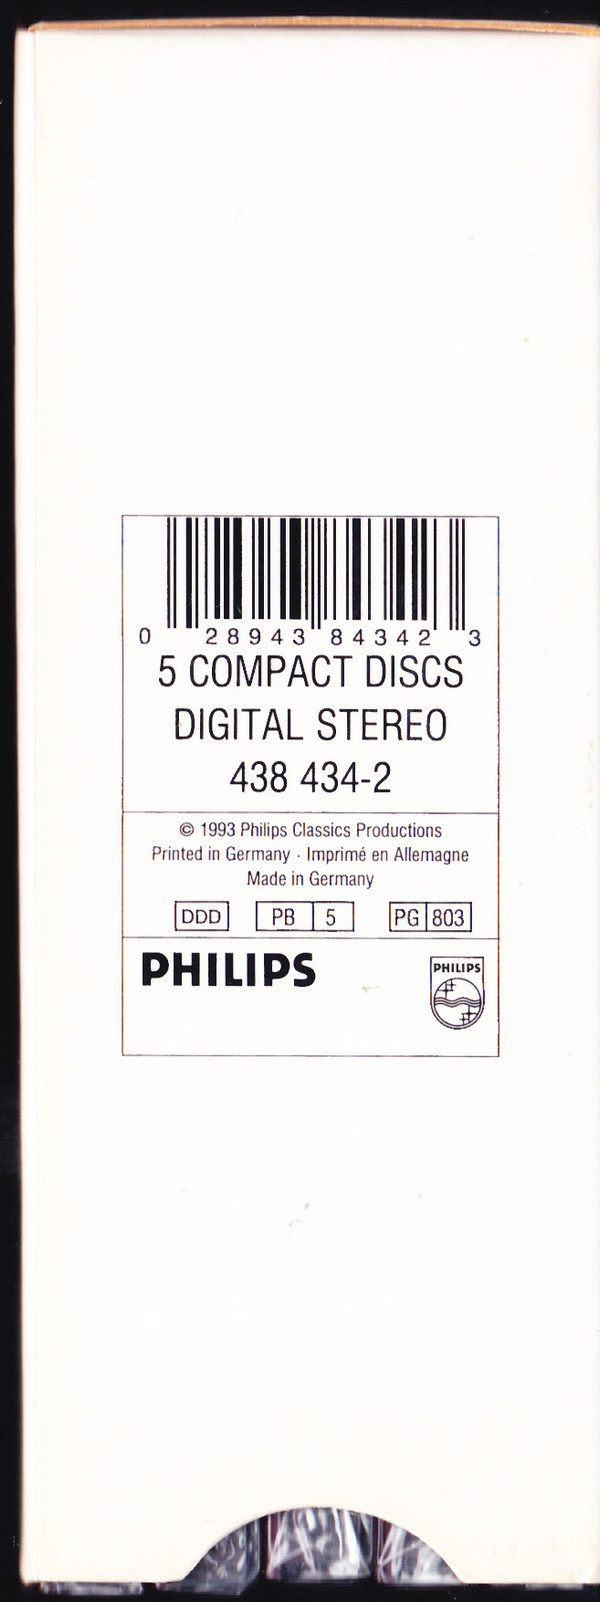 0 28943 84342 3
5 COMPACT DISCS
DIGITAL STEREO
438 434-2
© 1993 Philips Classics Productions
Printed in Germany · Imprimé en Allemagne
Made in Germany
DDD PB 5 PG 803
PHILIPS
PHILIPS